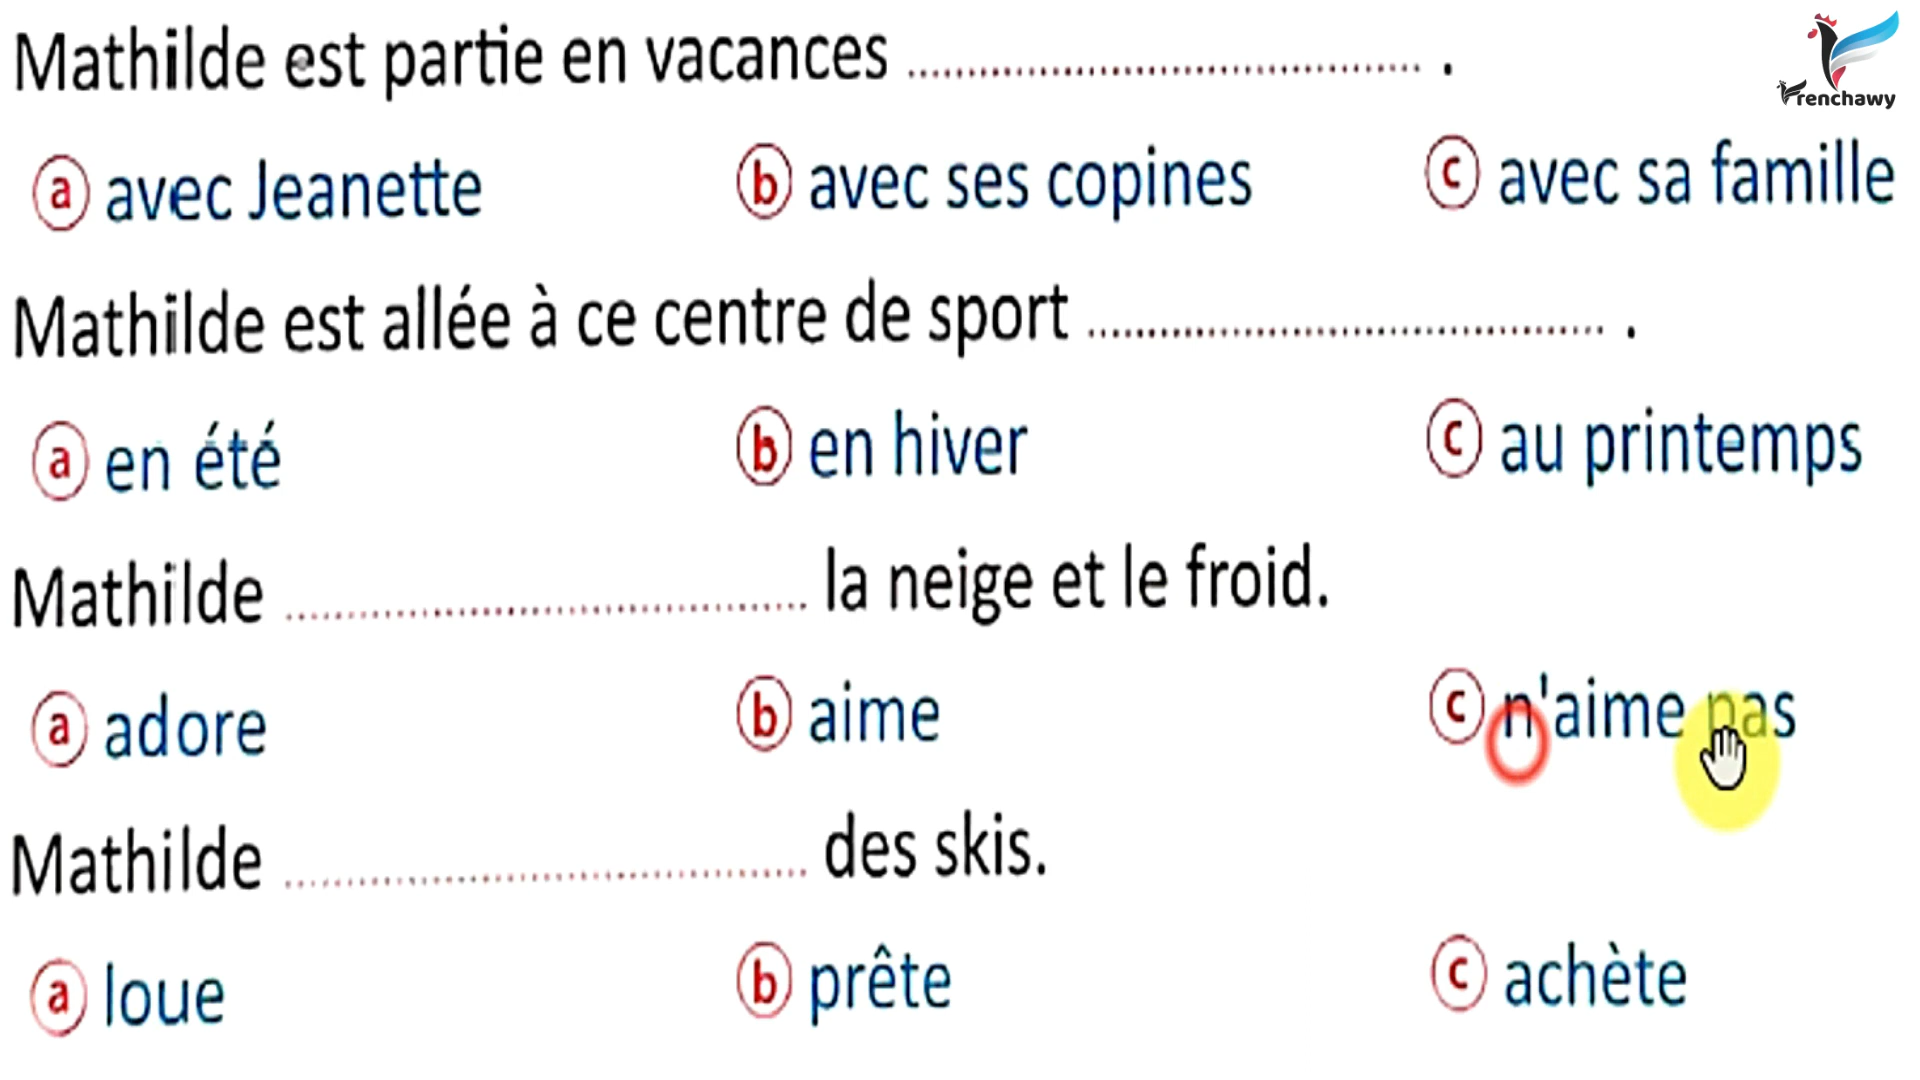 Mathilde est partie en vacances ........................................ .
renchawy
a avec Jeanette b avec ses copines c avec sa famille
Mathilde est allée à ce centre de sport ........................................ .
a en été b en hiver c au printemps
Mathilde ........................................ la neige et le froid.
a adore b aime c n'aime pas
Mathilde ........................................ des skis.
a loue b prête c achète